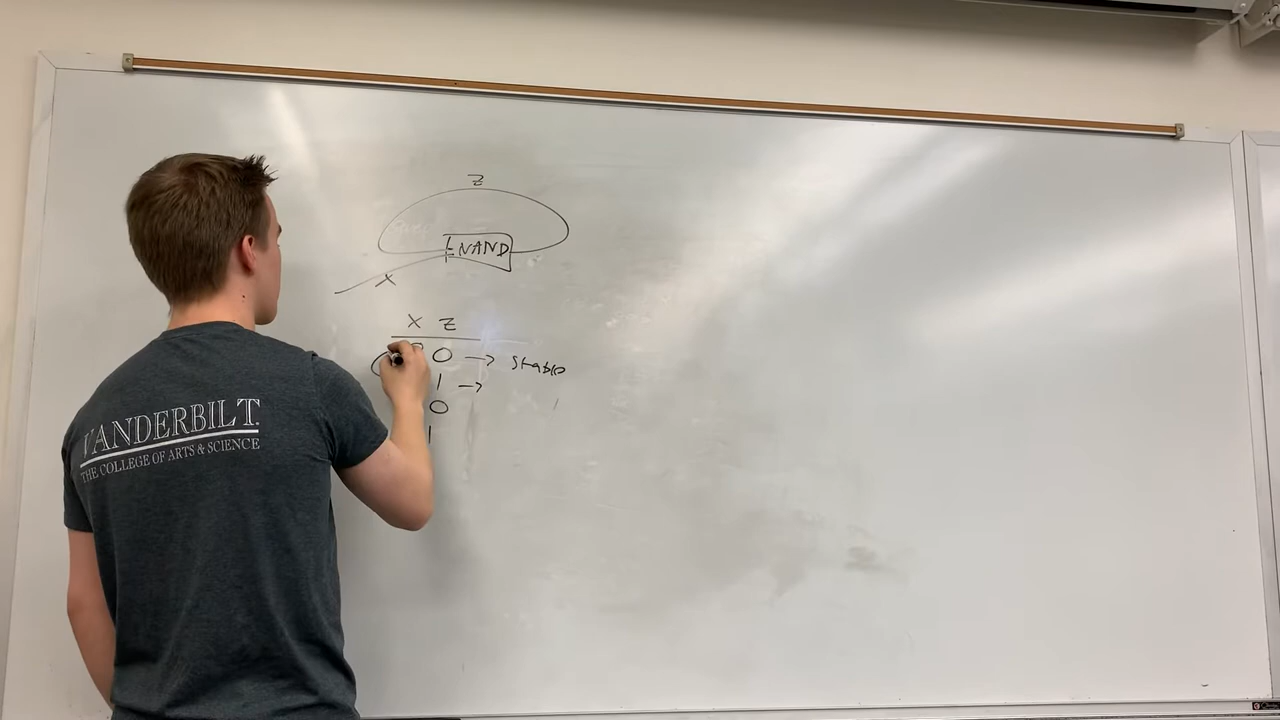 Z
NAND
X
X Z
0 → stable
1 →
0
1
VANDERBILT
THE COLLEGE OF ARTS & SCIENCE